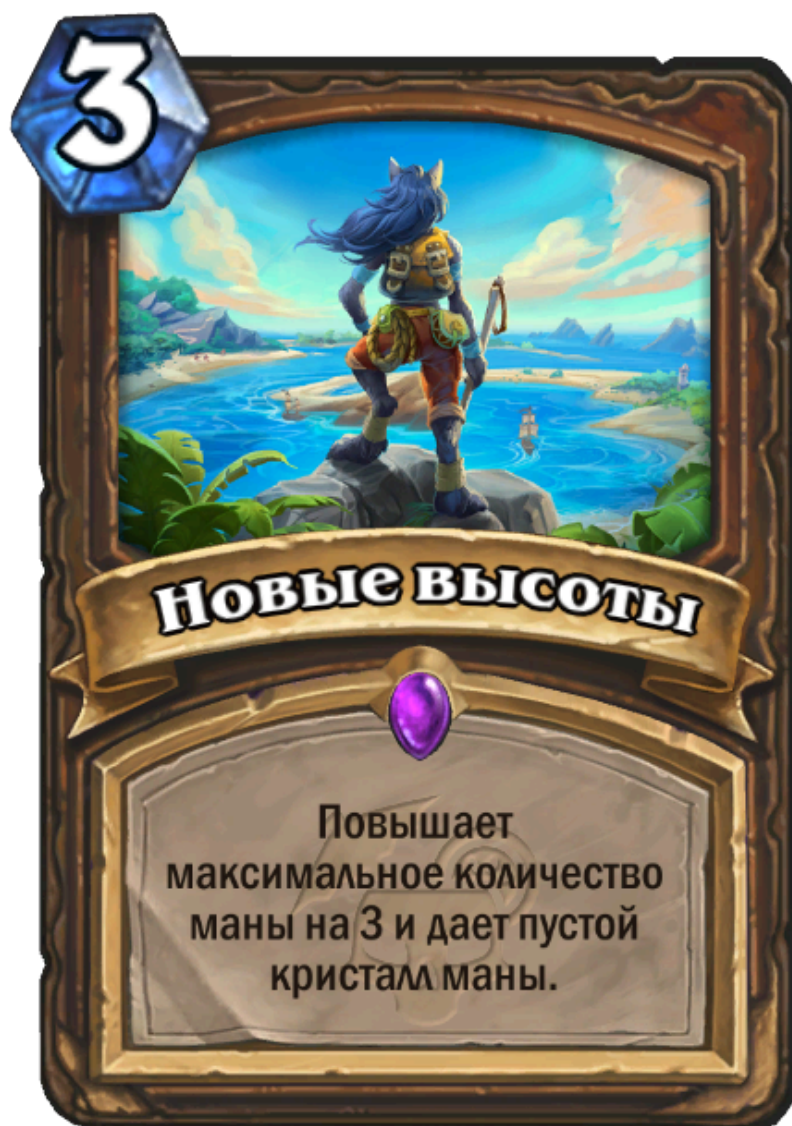 3
Новые высоты
Повышает
максимальное количество
маны на 3 и дает пустой
кристалл маны.